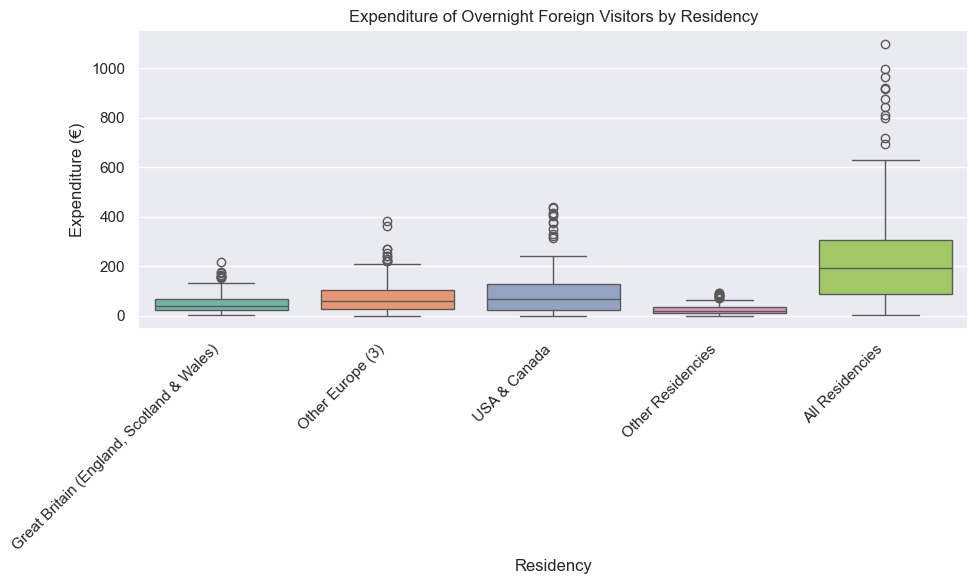 Expenditure of Overnight Foreign Visitors by Residency
Expenditure (€)
1000
800
600
400
200
0
Great Britain (England, Scotland & Wales)
Other Europe (3)
USA & Canada
Other Residencies
All Residencies
Residency